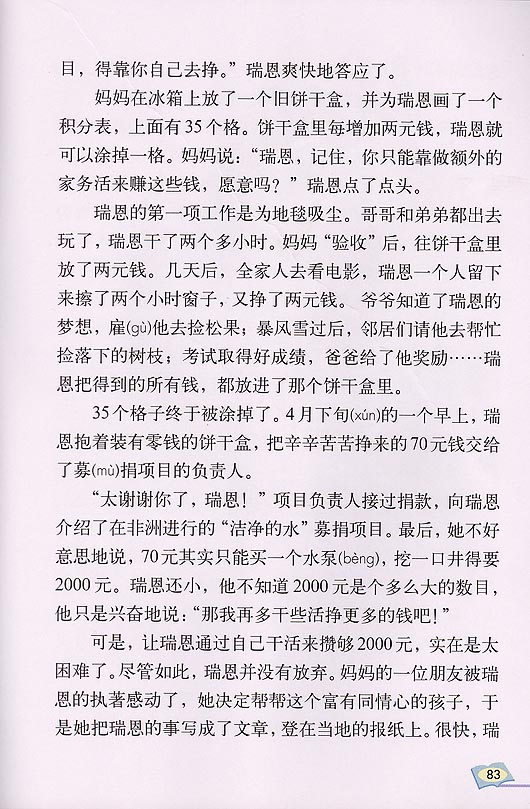 目，得靠你自己去挣。”瑞恩爽快地答应了。
妈妈在冰箱上放了一个旧饼干盒，并为瑞恩画了一个
积分表，上面有35个格。饼干盒里每增加两元钱，瑞恩就
可以涂掉一格。妈妈说：“瑞恩，记住，你只能靠做额外的
家务活来赚这些钱，愿意吗？”瑞恩点了点头。
瑞恩的第一项工作是为地毯吸尘。哥哥和弟弟都出去
玩了，瑞恩干了两个多小时。妈妈“验收”后，往饼干盒里
放了两元钱。几天后，全家人去看电影，瑞恩一个人留下
来擦了两个小时窗子，又挣了两元钱。爷爷知道了瑞恩的
梦想，雇(gù)他去捡松果；暴风雪过后，邻居们请他去帮忙
捡落下的树枝；考试取得好成绩，爸爸给了他奖励……瑞
恩把得到的所有钱，都放进了那个饼干盒里。
35个格子终于被涂掉了。4月下旬(xún)的一个早上，瑞
恩抱着装有零钱的饼干盒，把辛辛苦苦挣来的70元钱交给
了募(mù)捐项目的负责人。
“太谢谢你了，瑞恩！”项目负责人接过捐款，向瑞恩
介绍了在非洲进行的“洁净的水”募捐项目。最后，她不好
意思地说，70元其实只能买一个水泵(bèng)，挖一口井得要
2000元。瑞恩还小，他不知道2000元是个多么大的数目，
他只是兴奋地说：“那我再多干些活挣更多的钱吧！”
可是，让瑞恩通过自己干活来攒够2000元，实在是太
困难了。尽管如此，瑞恩并没有放弃。妈妈的一位朋友被瑞
恩的执著感动了，她决定帮帮这个富有同情心的孩子，于
是她把瑞恩的事写成了文章，登在当地的报纸上。很快，瑞
83